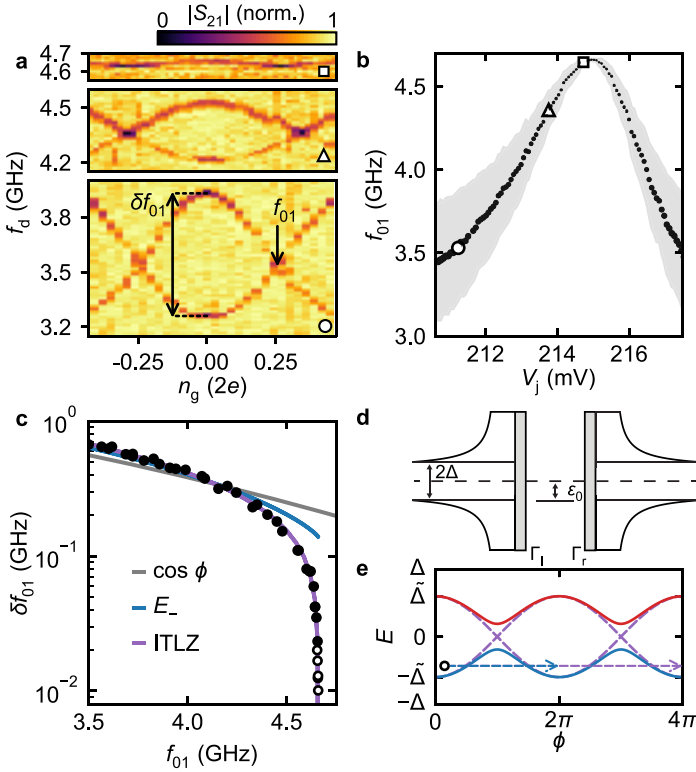 |S21| (norm.)
0 1
a
4.7
4.6
4.5
4.2
3.8
3.5
3.2
fd (GHz)
δf01
f01
-0.25 0.00 0.25
ng (2e)
b
4.5
4.0
3.5
3.0
f01 (GHz)
212 214 216
Vj (mV)
c
10^0
10^-1
10^-2
δf01 (GHz)
cos ϕ
E_
ITLZ
3.5 4.0 4.5
f01 (GHz)
d
2Δ
ε0
Γl Γr
e
Δ
Δ̃
0
−Δ̃
−Δ
E
0 2π 4π
ϕ